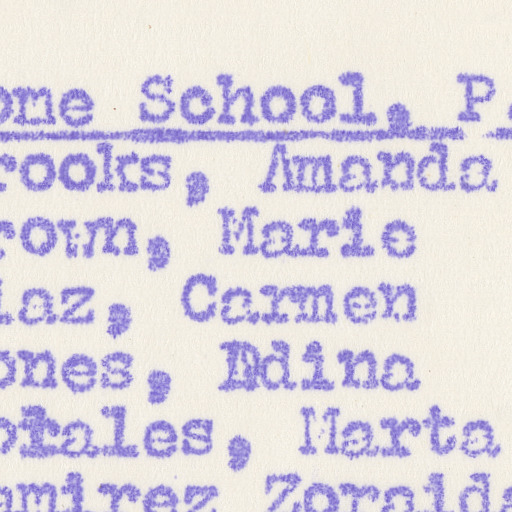 ome School, P.
rooks, Amanda
rown, Marie
iaz, Carmen
ones, Edina
orales, Marta
amirez Zoraida